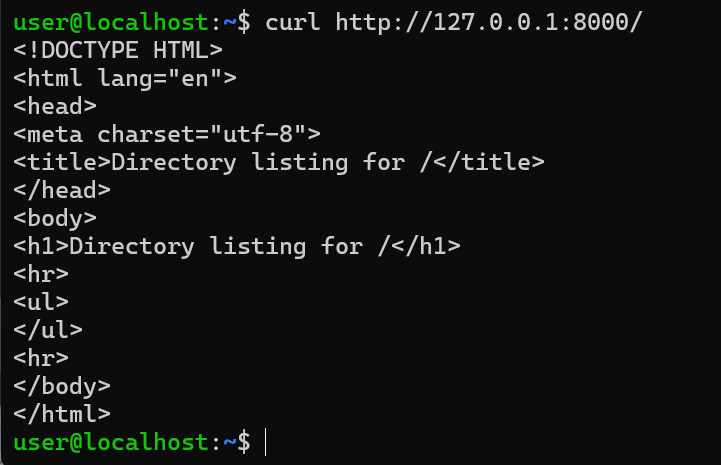 user@localhost:~$ curl http://127.0.0.1:8000/
<!DOCTYPE HTML>
<html lang="en">
<head>
<meta charset="utf-8">
<title>Directory listing for /</title>
</head>
<body>
<h1>Directory listing for /</h1>
<hr>
<ul>
</ul>
<hr>
</body>
</html>
user@localhost:~$